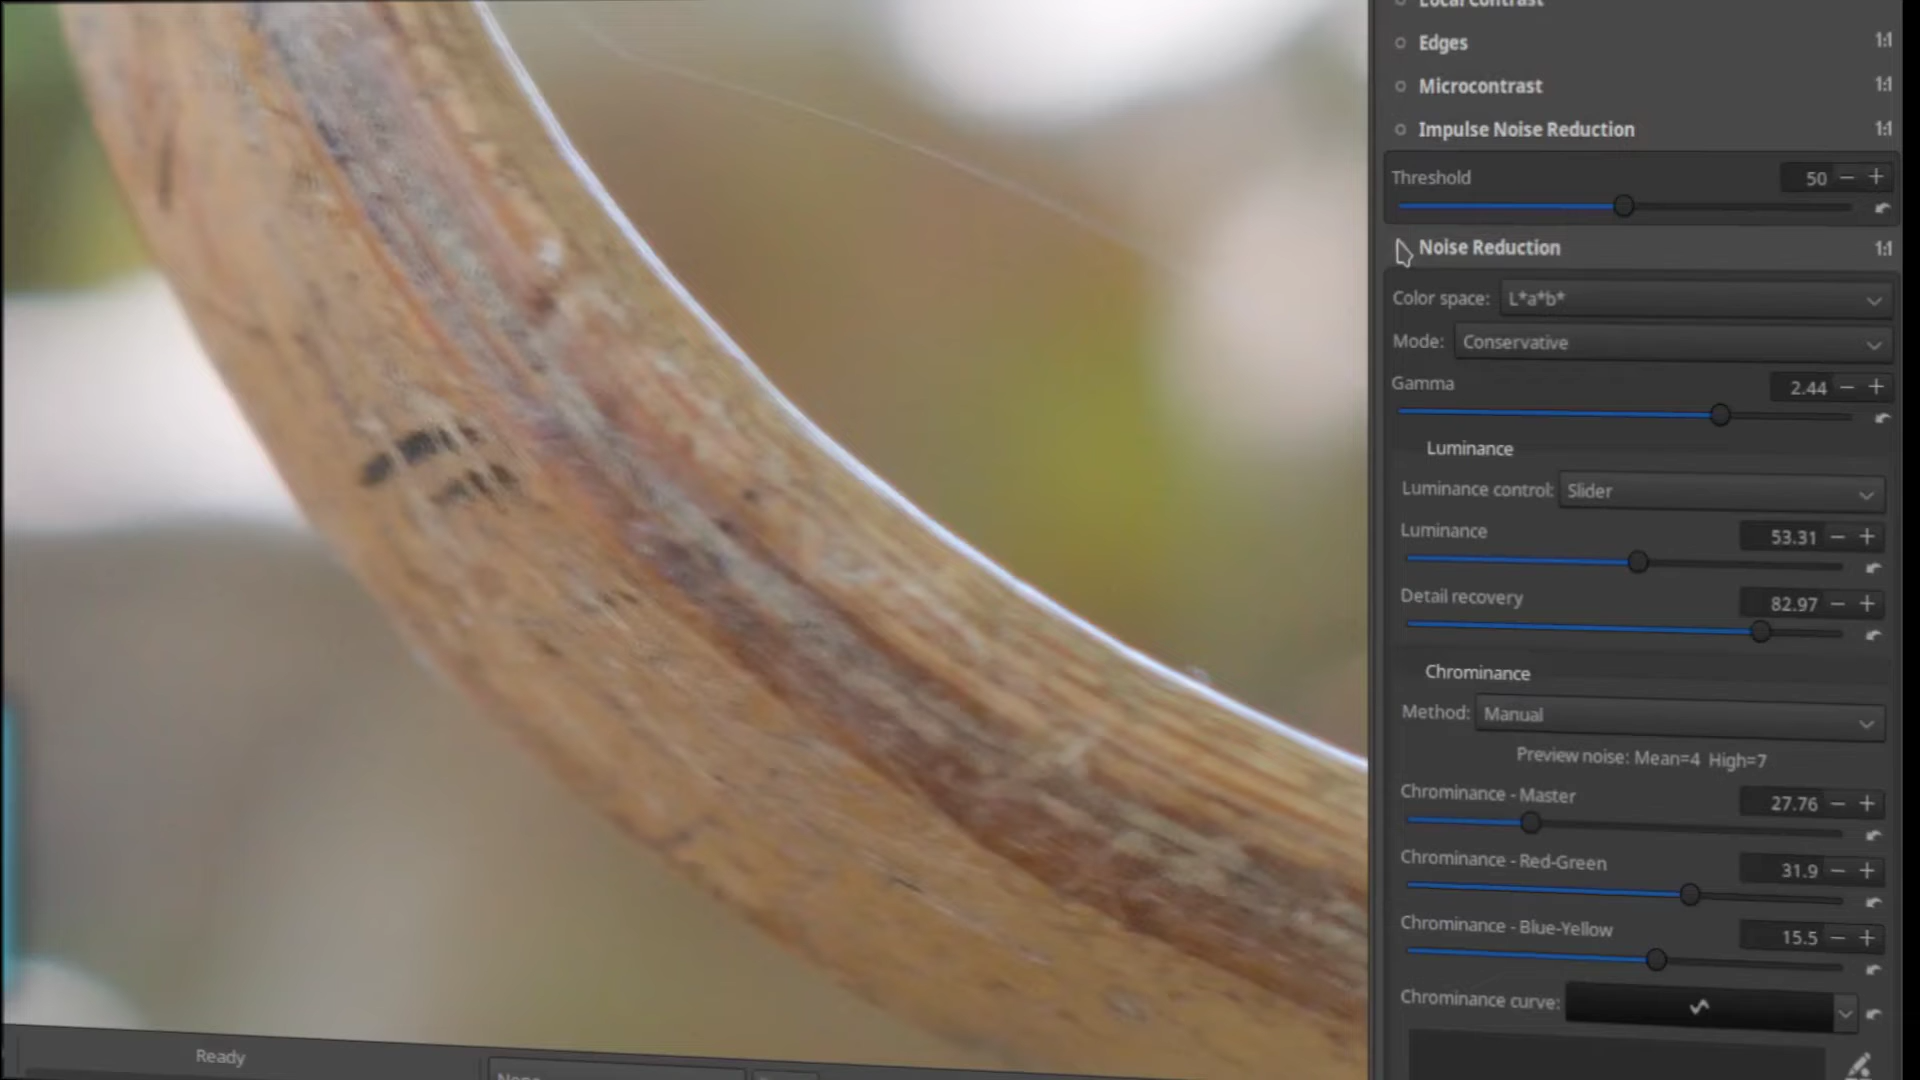 Local Contrast
Edges 1:1
Microcontrast 1:1
Impulse Noise Reduction 1:1
Threshold 50
Noise Reduction 1:1
Color space: L*a*b*
Mode: Conservative
Gamma 2.44
Luminance
Luminance control: Slider
Luminance 53.31
Detail recovery 82.97
Chrominance
Method: Manual
Preview noise: Mean=4 High=7
Chrominance - Master 27.76
Chrominance - Red-Green 31.9
Chrominance - Blue-Yellow 15.5
Chrominance curve:
Ready
None